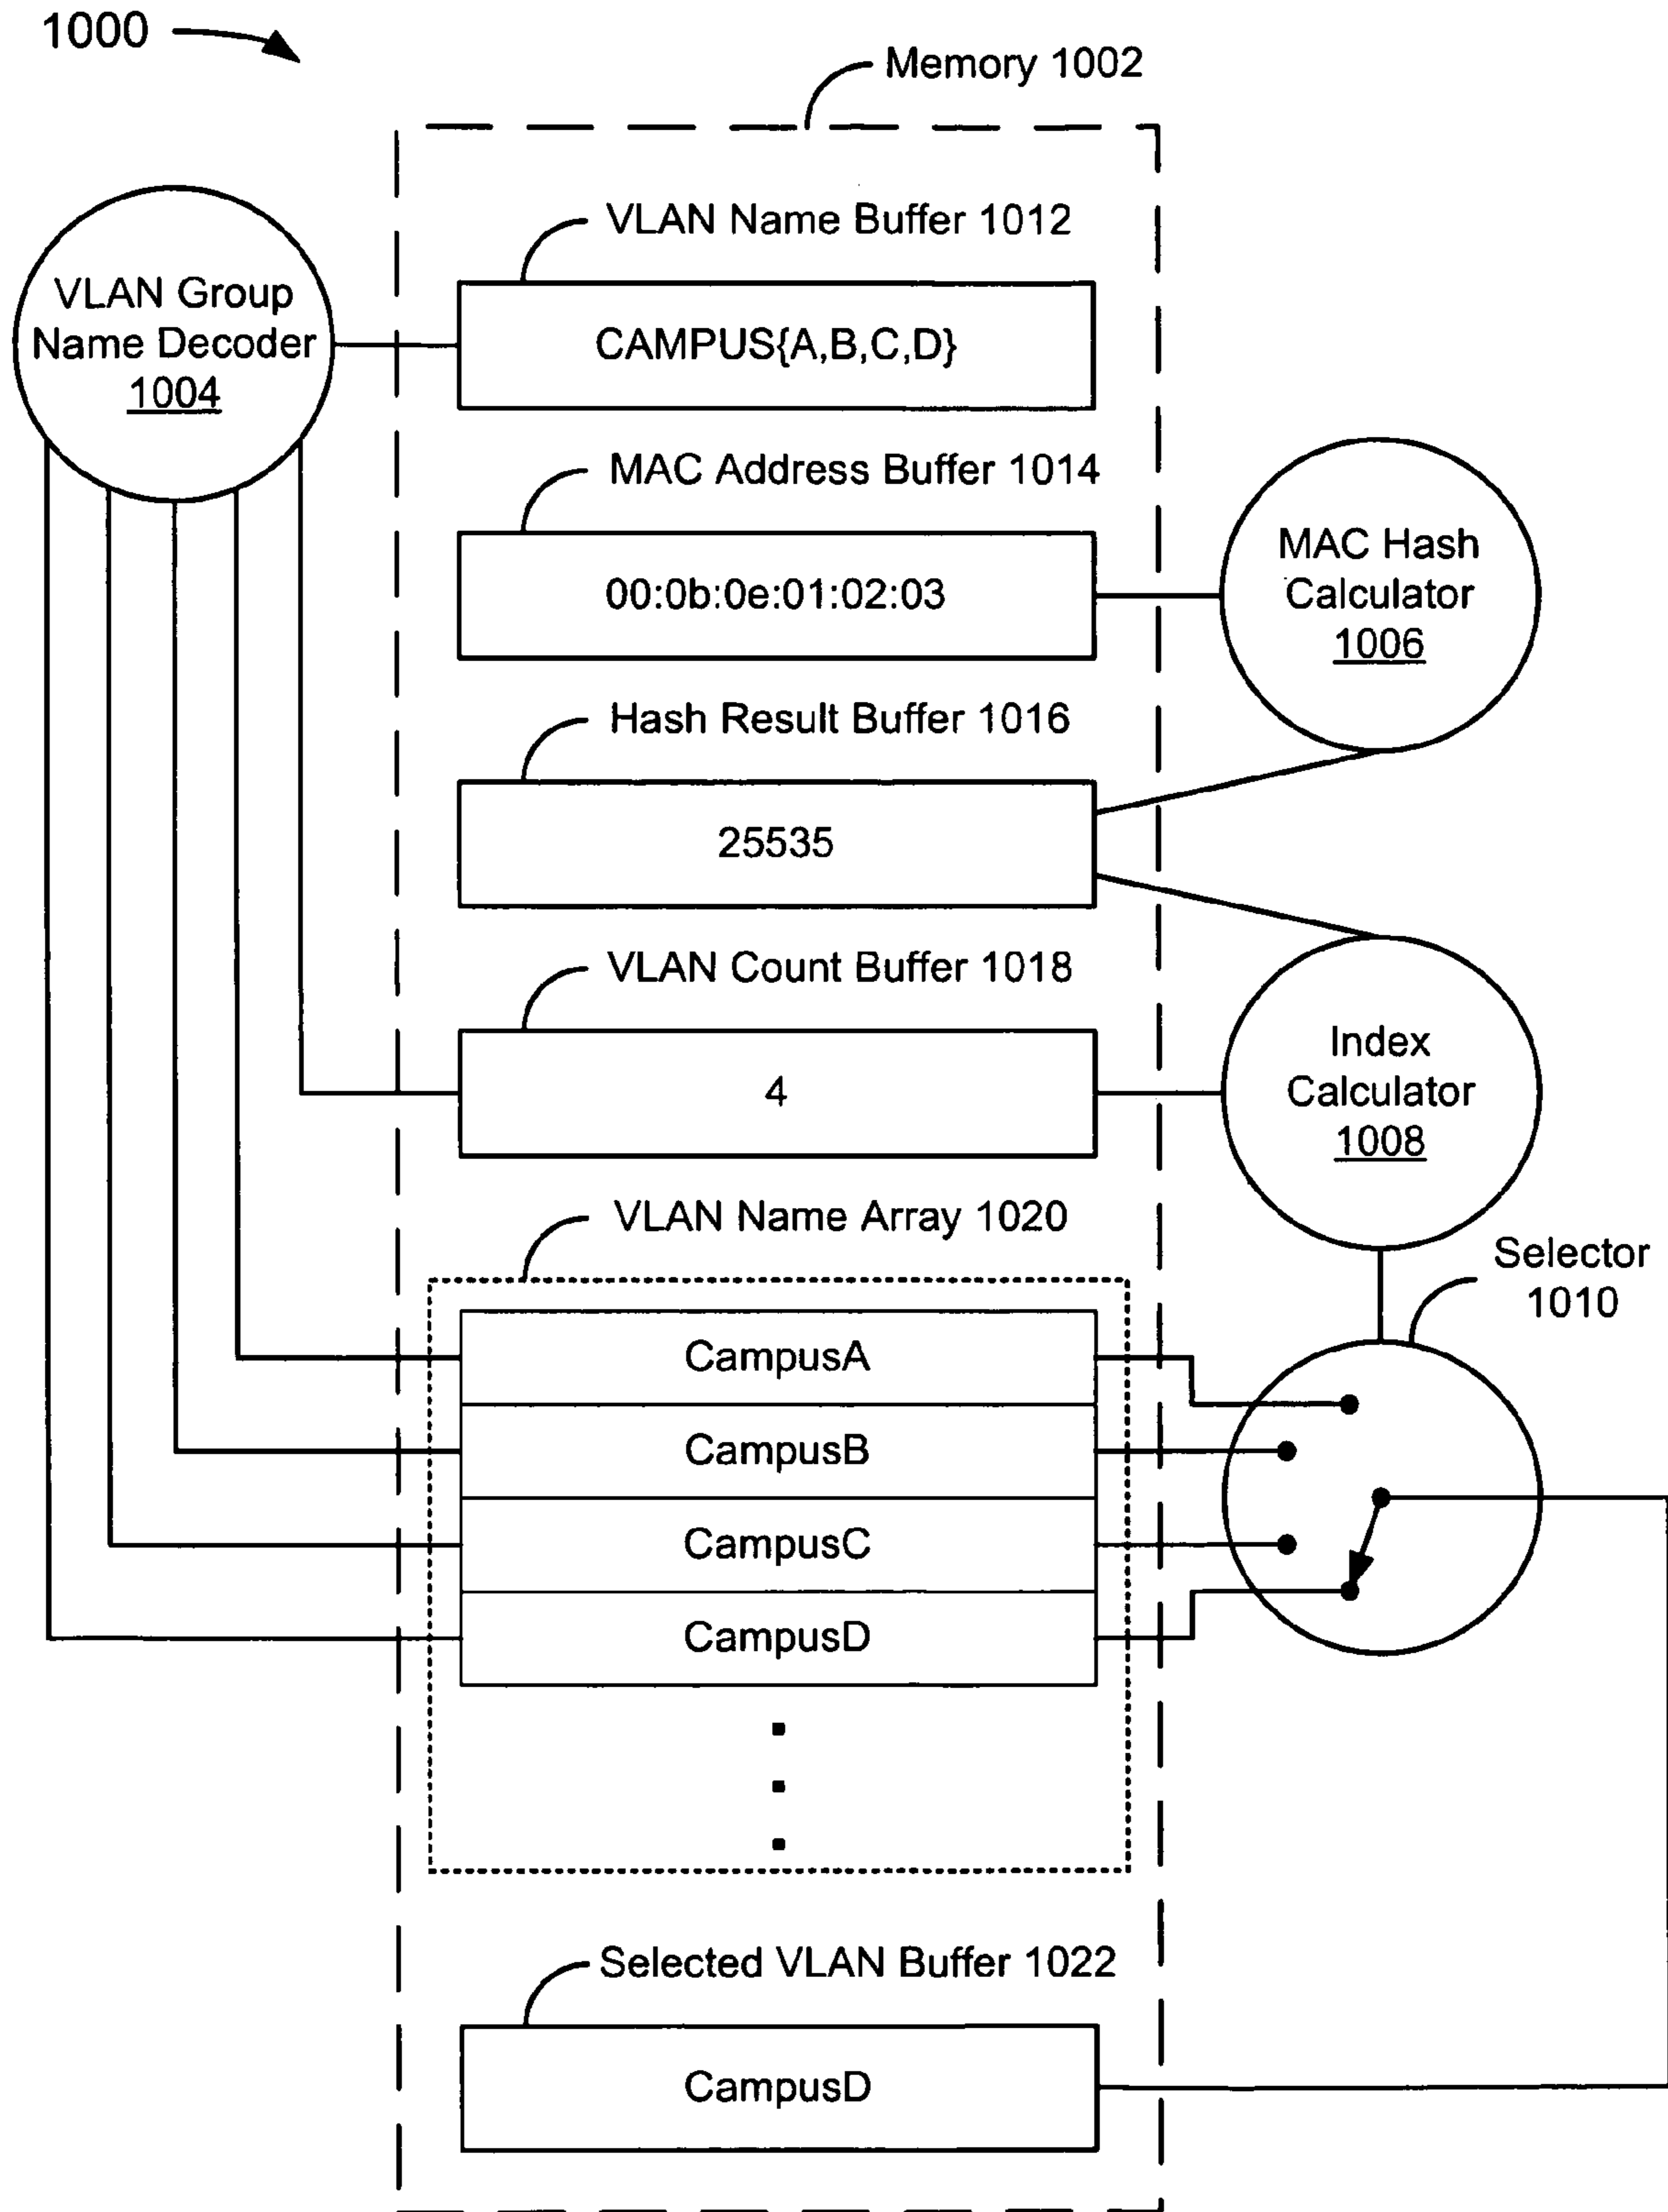 1000
Memory 1002
VLAN Name Buffer 1012
VLAN Group
Name Decoder
1004
CAMPUS{A,B,C,D}
MAC Address Buffer 1014
00:0b:0e:01:02:03
MAC Hash
Calculator
1006
Hash Result Buffer 1016
25535
VLAN Count Buffer 1018
4
Index
Calculator
1008
VLAN Name Array 1020
Selector
1010
CampusA
CampusB
CampusC
CampusD
Selected VLAN Buffer 1022
CampusD